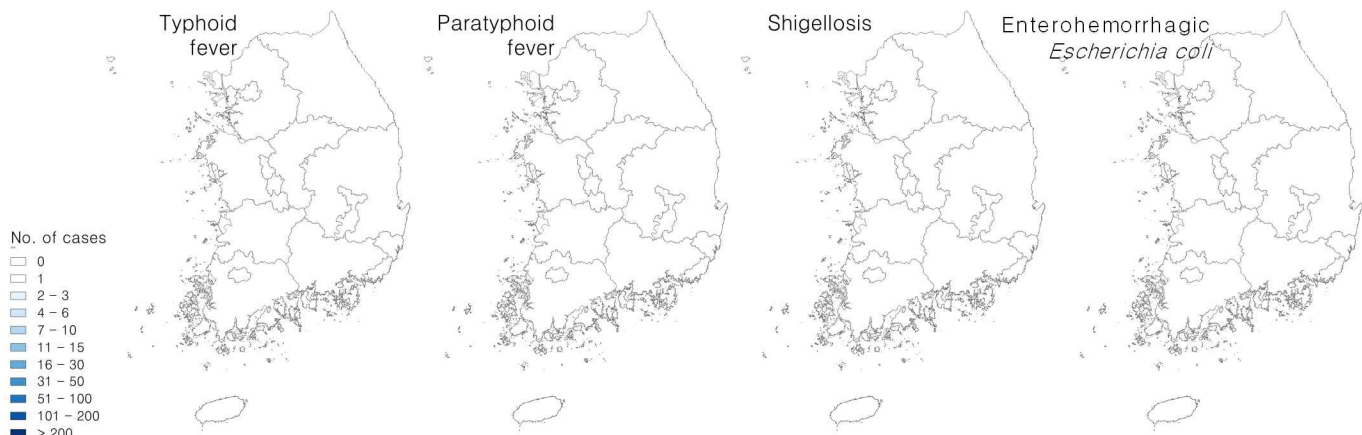 Typhoid
fever
Paratyphoid
fever
Shigellosis
Enterohemorrhagic
Escherichia coli
No. of cases
0
1
2 – 3
4 – 6
7 – 10
11 – 15
16 – 30
31 – 50
51 – 100
101 – 200
> 200